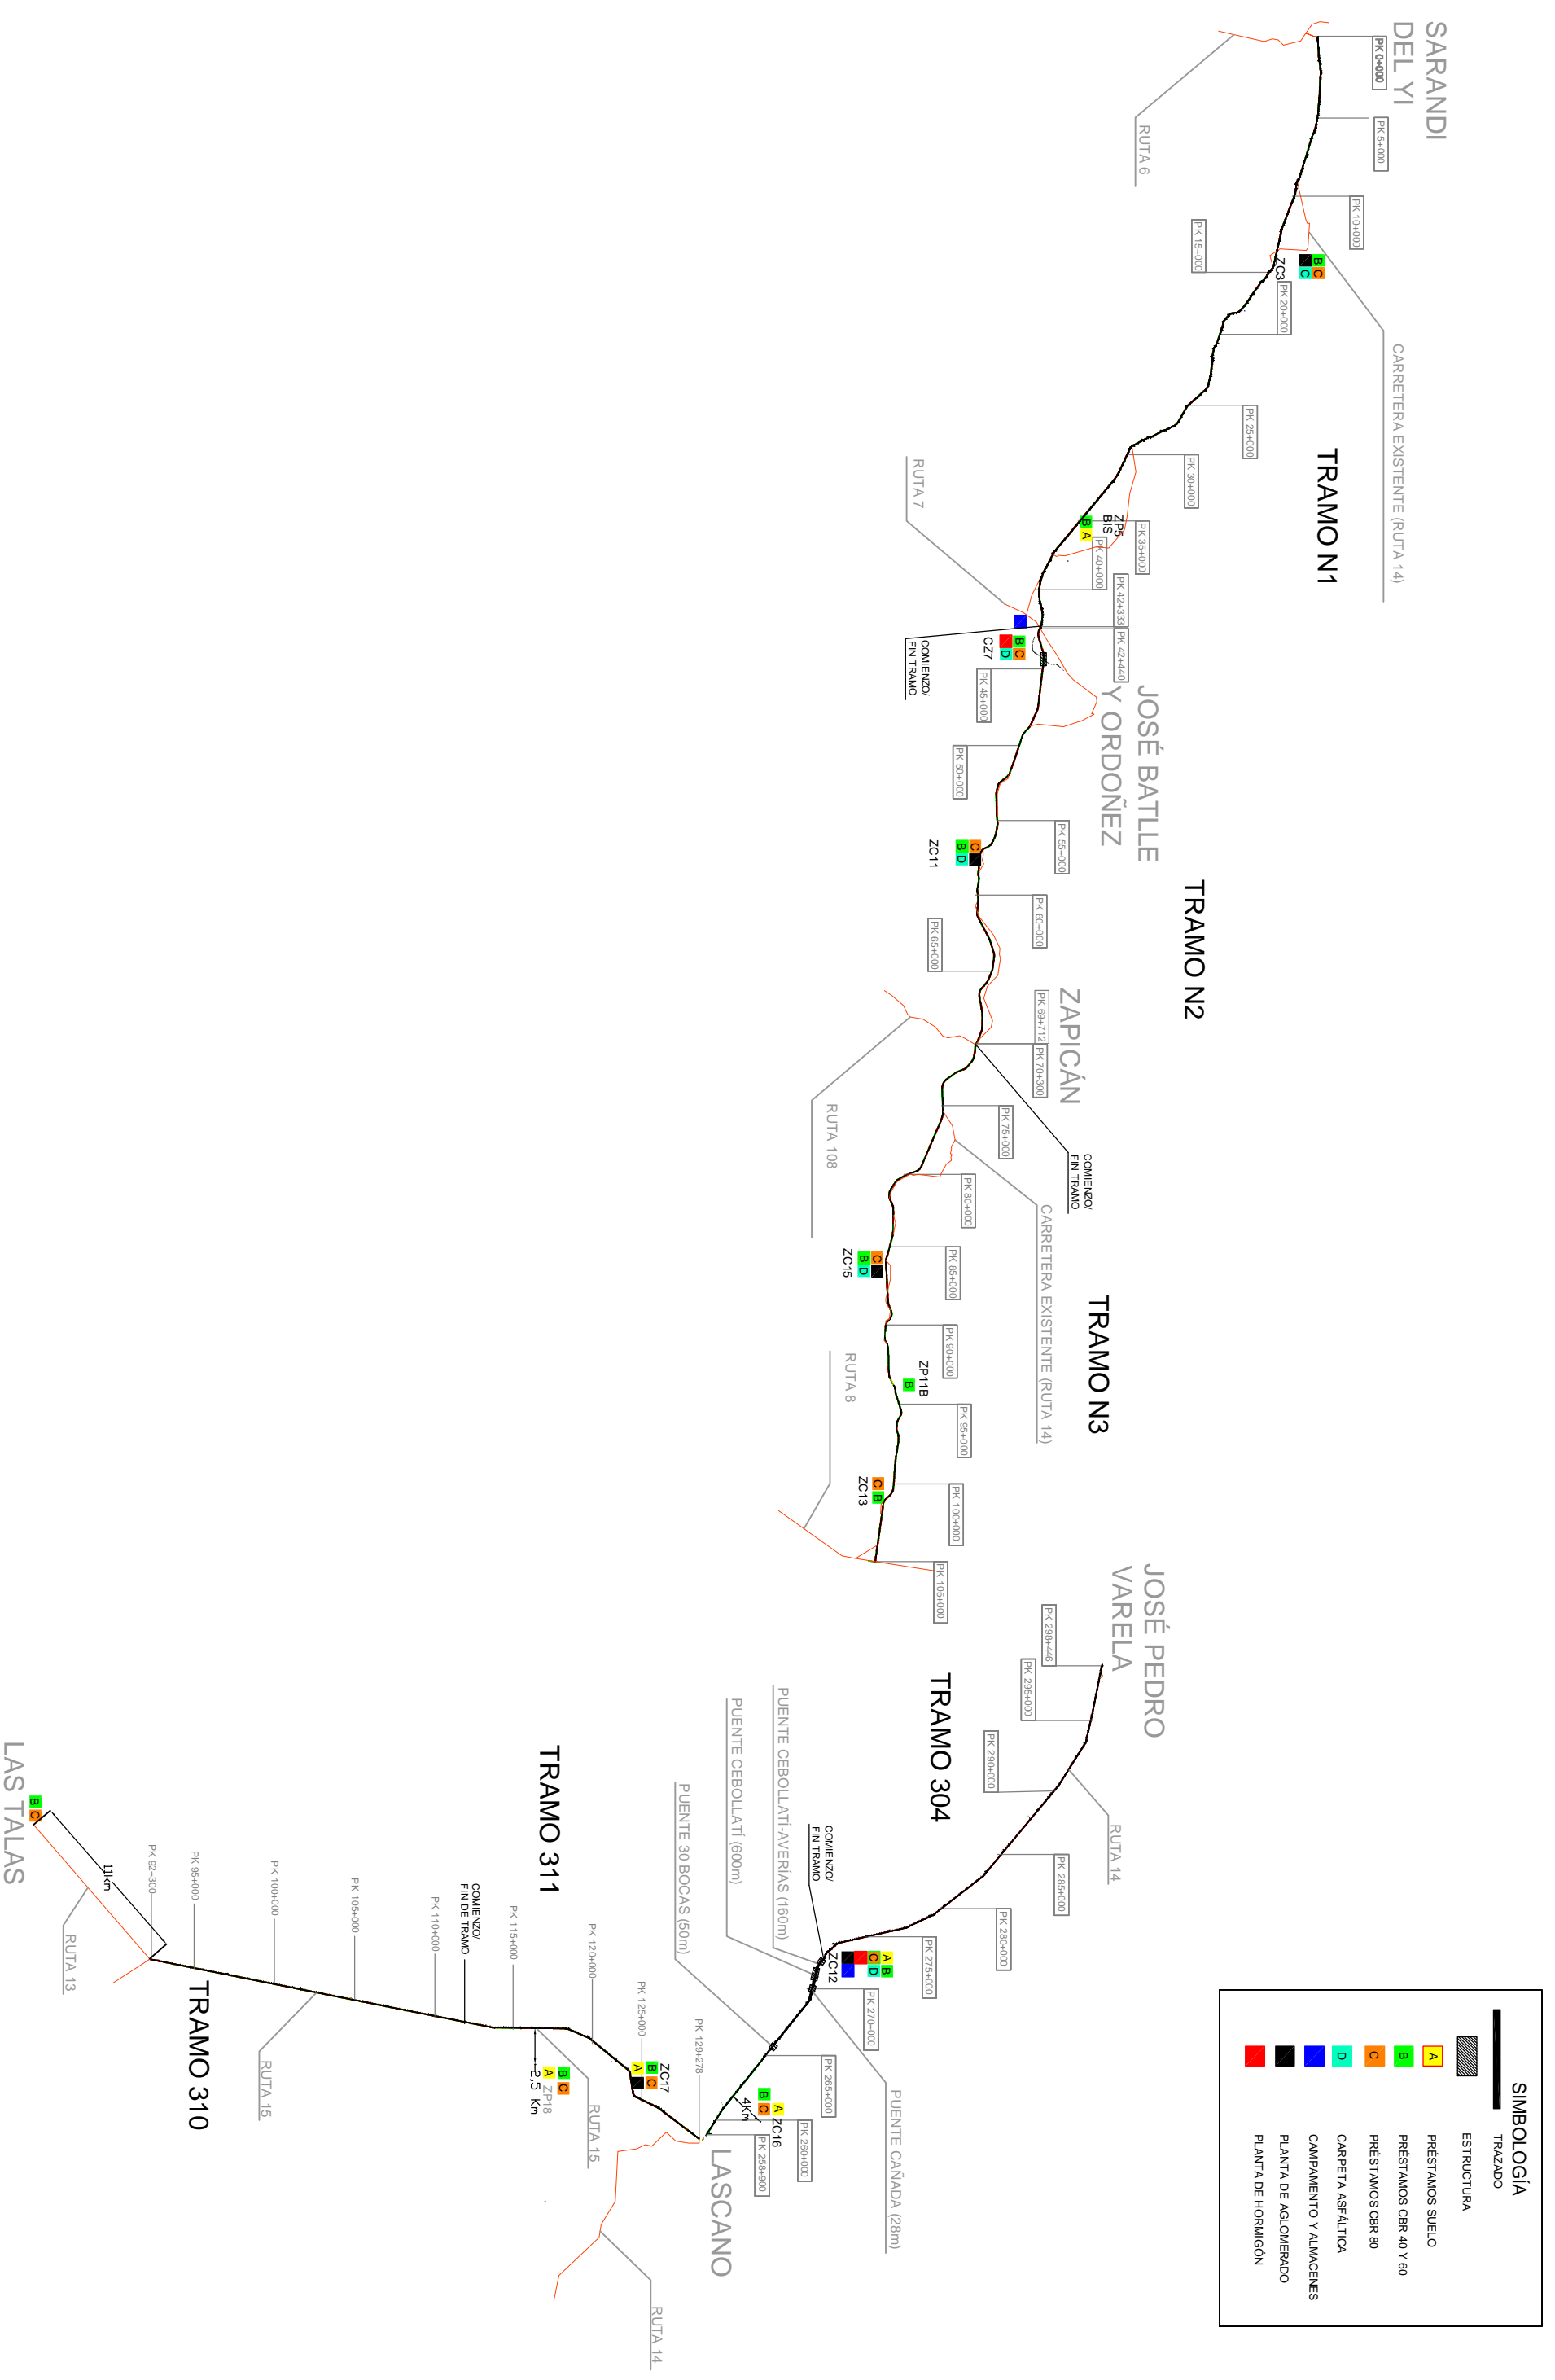 SARANDI
DEL YI
PK 0+000
PK 5+000
RUTA 6
PK 10+000
PK 15+000
B C
C
ZC3
PK 20+000
CARRETERA EXISTENTE (RUTA 14)
PK 25+000
TRAMO N1
PK 30+000
RUTA 7
ZP5
BIS
B A
PK 35+000
PK 40+000
PK 42+333
PK 42+440
COMIENZO/
FIN TRAMO
B C
D
CZ7
PK 45+000
JOSÉ BATLLE
Y ORDOÑEZ
PK 50+000
PK 55+000
C
B D
ZC11
TRAMO N2
PK 60+000
PK 65+000
ZAPICÁN
PK 69+712
PK 70+300
RUTA 108
PK 75+000
COMIENZO/
FIN TRAMO
PK 80+000
CARRETERA EXISTENTE (RUTA 14)
C
B D
ZC15
PK 85+000
TRAMO N3
PK 90+000
RUTA 8
ZP11B
B
PK 95+000
C B
ZC13
PK 100+000
PK 105+000
JOSÉ PEDRO
VARELA
PK 298+446
PK 295+000
TRAMO 304
PK 290+000
RUTA 14
PK 285+000
PK 280+000
PUENTE CEBOLLATÍ-AVERÍAS (160m)
PUENTE CEBOLLATÍ (600m)
PUENTE 30 BOCAS (50m)
COMIENZO/
FIN TRAMO
A B
C D
ZC12
PK 275+000
PK 270+000
PK 265+000
PUENTE CAÑADA (28m)
A
B C
ZC16
4Km
PK 260+000
PK 258+900
LASCANO
RUTA 14
PK 129+278
TRAMO 311
PK 125+000
B C
A
ZC17
PK 120+000
RUTA 15
B C
A ZP18
2,5 Km
PK 115+000
COMIENZO/
FIN DE TRAMO
PK 110+000
PK 105+000
PK 100+000
PK 95+000
PK 92+300
TRAMO 310
RUTA 15
RUTA 13
11km
B C
LAS TALAS
SIMBOLOGÍA
TRAZADO
ESTRUCTURA
A PRÉSTAMOS SUELO
B PRÉSTAMOS CBR 40 Y 60
C PRÉSTAMOS CBR 80
D CARPETA ASFÁLTICA
CAMPAMENTO Y ALMACENES
PLANTA DE AGLOMERADO
PLANTA DE HORMIGÓN